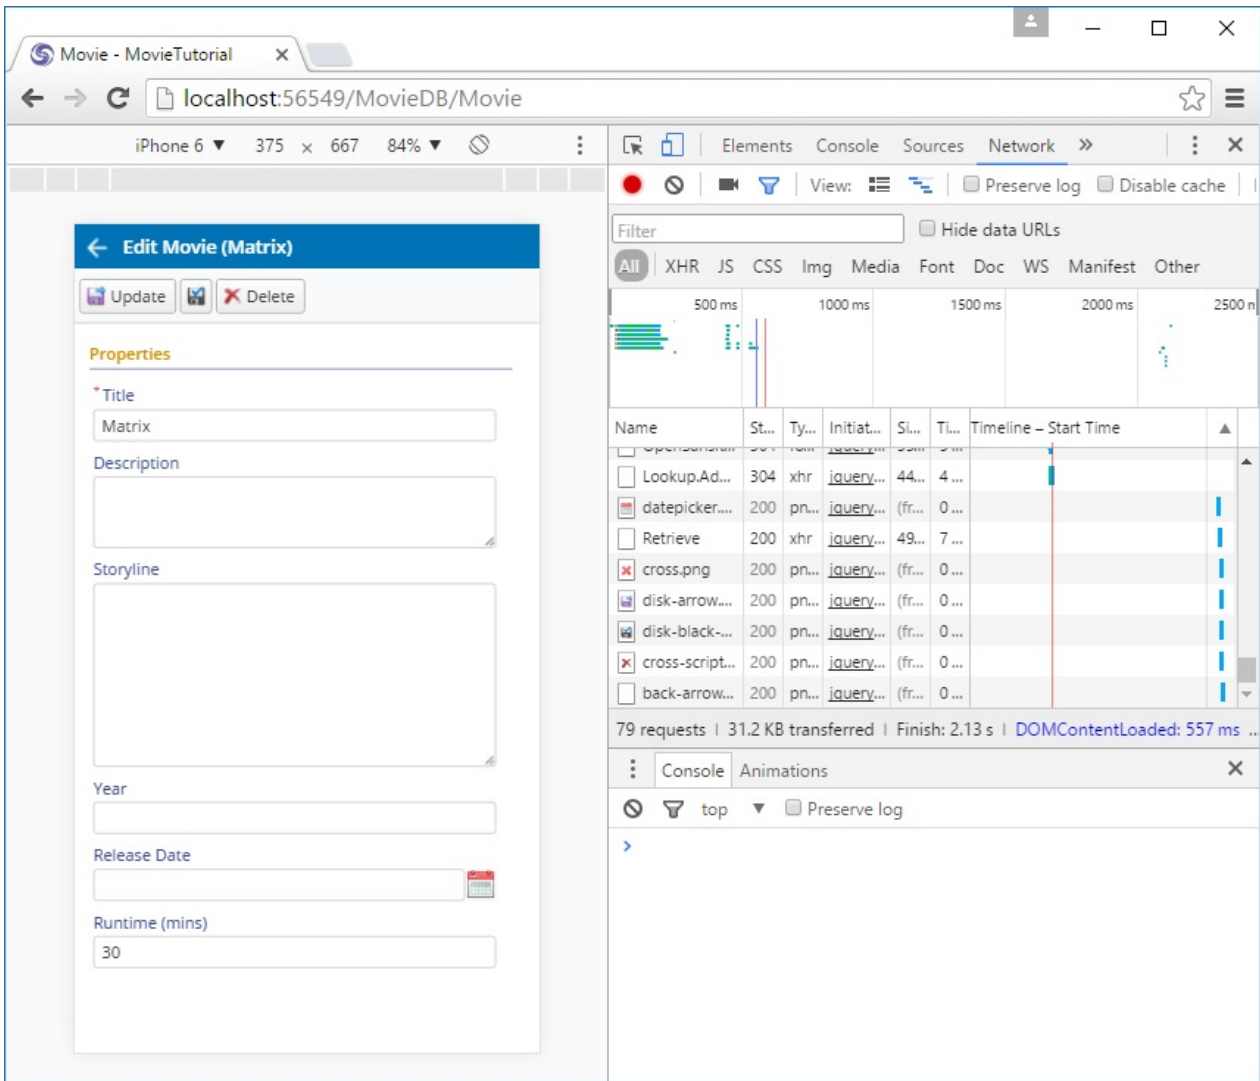 Movie - MovieTutorial
localhost:56549/MovieDB/Movie
iPhone 6 ▼ 375 × 667 84% ▼
Elements Console Sources Network »
View: Preserve log Disable cache
Edit Movie (Matrix)
Update Delete
Properties
* Title
Matrix
Description
Storyline
Year
Release Date
Runtime (mins)
30
Filter Hide data URLs
All XHR JS CSS Img Media Font Doc WS Manifest Other
500 ms 1000 ms 1500 ms 2000 ms 2500 n
Name St... Ty... Initiat... Si... Ti... Timeline – Start Time
Lookup.Ad... 304 xhr jquery... 44... 4 ...
datepicker.... 200 pn... jquery... (fr... 0 ...
Retrieve 200 xhr jquery... 49... 7 ...
cross.png 200 pn... jquery... (fr... 0 ...
disk-arrow.... 200 pn... jquery... (fr... 0 ...
disk-black-... 200 pn... jquery... (fr... 0 ...
cross-script... 200 pn... jquery... (fr... 0 ...
back-arrow... 200 pn... jquery... (fr... 0 ...
79 requests | 31.2 KB transferred | Finish: 2.13 s | DOMContentLoaded: 557 ms ...
Console Animations
top ▼ Preserve log